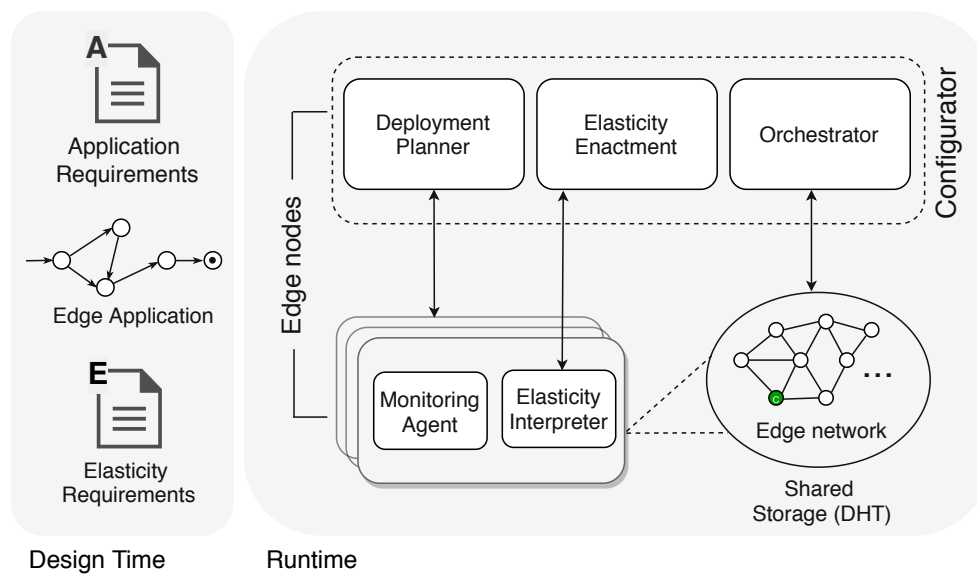 A
Application
Requirements
Edge Application
E
Elasticity
Requirements
Design Time
Edge nodes
Deployment
Planner
Elasticity
Enactment
Orchestrator
Configurator
Monitoring
Agent
Elasticity
Interpreter
C
...
Edge network
Shared
Storage (DHT)
Runtime